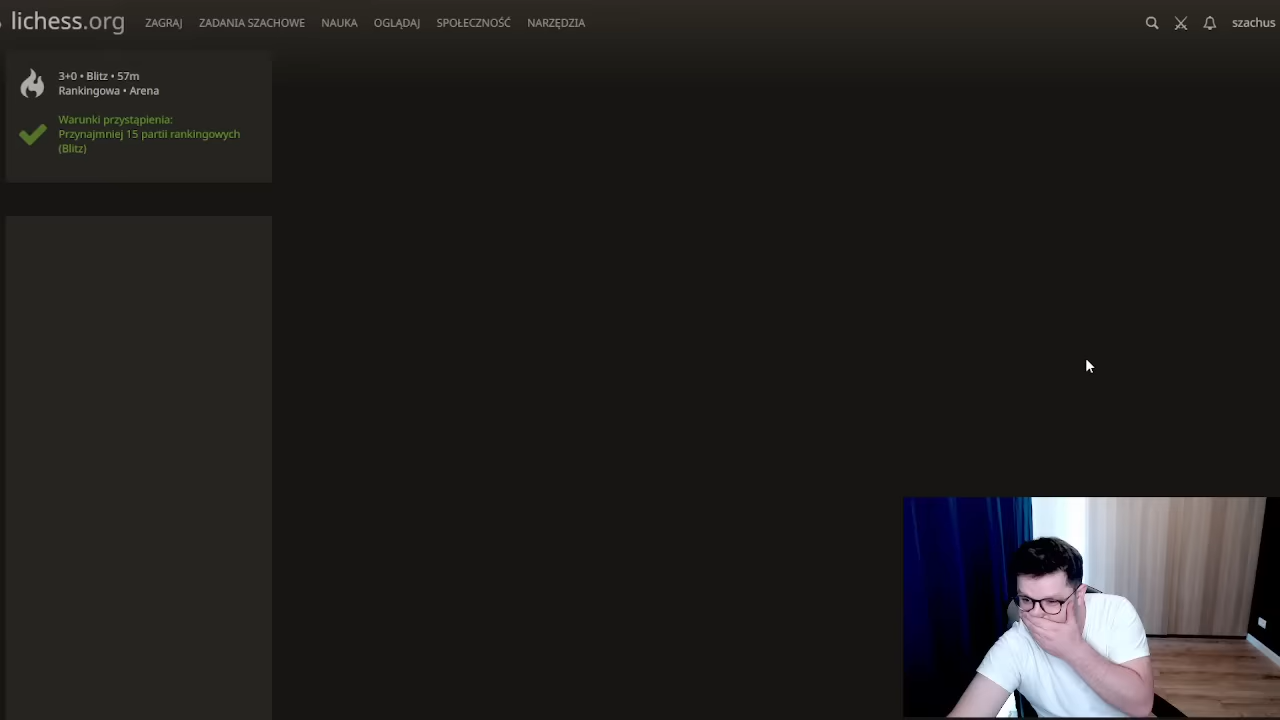 lichess.org
ZAGRAJ
ZADANIA SZACHOWE
NAUKA
OGLĄDAJ
SPOŁECZNOŚĆ
NARZĘDZIA
szachus
3+0 • Blitz • 57m
Rankingowa • Arena
Warunki przystąpienia:
Przynajmniej 15 partii rankingowych
(Blitz)